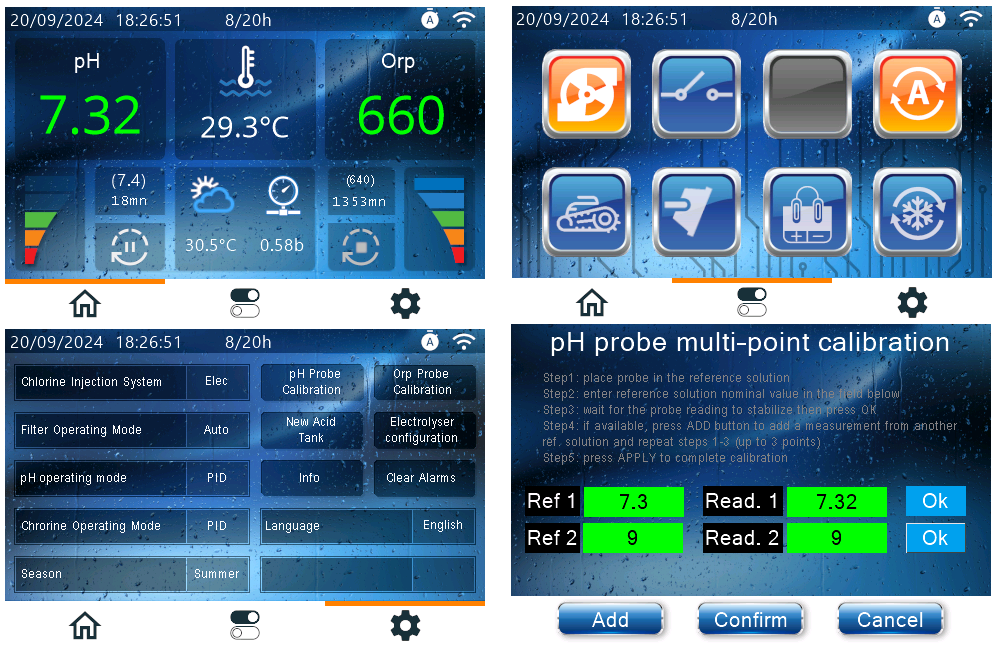 20/09/2024 18:26:51 8/20h A
pH
7.32
29.3°C
Orp
660
(7.4)
18mn
30.5°C 0.58b
(640)
1353mn
20/09/2024 18:26:51 8/20h A
A
20/09/2024 18:26:51 8/20h A
Chlorine Injection System Elec
pH Probe
Calibration
Orp Probe
Calibration
Filter Operating Mode Auto
New Acid
Tank
Electrolyser
configuration
pH operating mode PID
Info
Clear Alarms
Chrorine Operating Mode PID
Language English
Season Summer
pH probe multi-point calibration
Step1: place probe in the reference solution
Step2: enter reference solution nominal value in the field below
Step3: wait for the probe reading to stabilize then press OK
Step4: if available, press ADD button to add a measurement from another
ref. solution and repeat steps 1-3 (up to 3 points)
Step5: press APPLY to complete calibration
Ref 1 7.3 Read. 1 7.32 Ok
Ref 2 9 Read. 2 9 Ok
Add Confirm Cancel